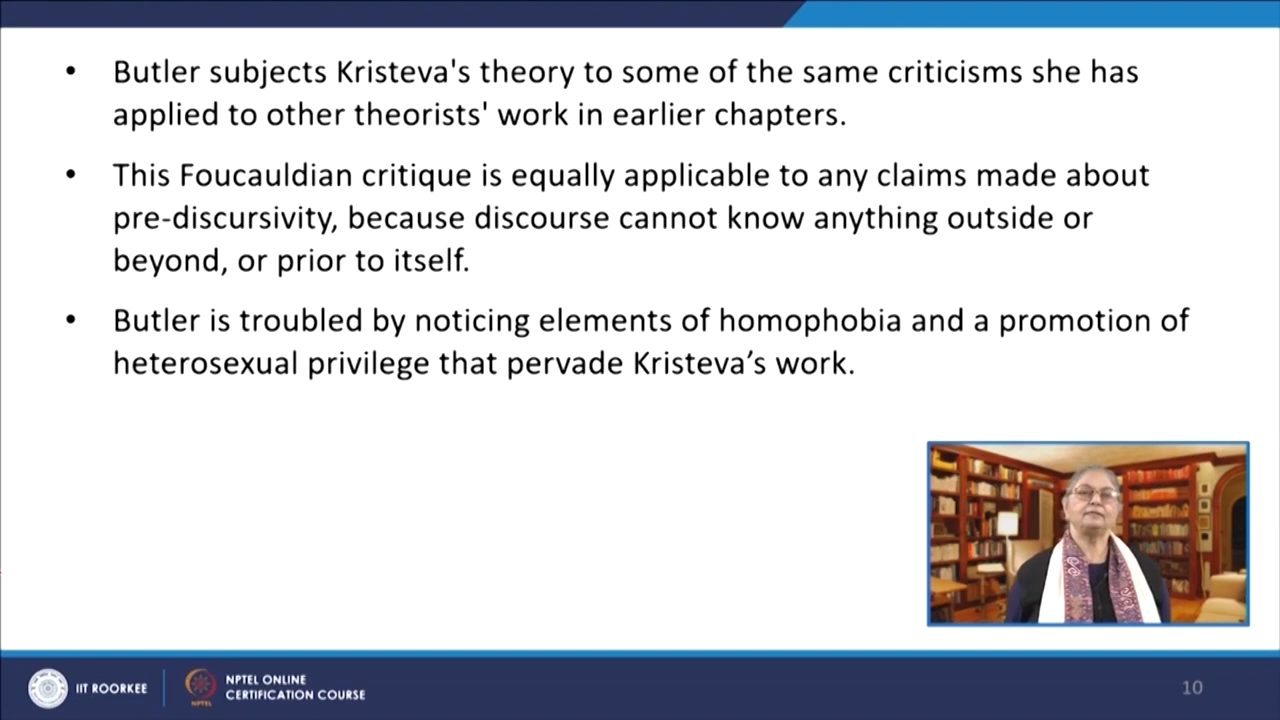 • Butler subjects Kristeva's theory to some of the same criticisms she has
applied to other theorists' work in earlier chapters.
• This Foucauldian critique is equally applicable to any claims made about
pre-discursivity, because discourse cannot know anything outside or
beyond, or prior to itself.
• Butler is troubled by noticing elements of homophobia and a promotion of
heterosexual privilege that pervade Kristeva’s work.
IIT ROORKEE
NPTEL
NPTEL ONLINE
CERTIFICATION COURSE
10